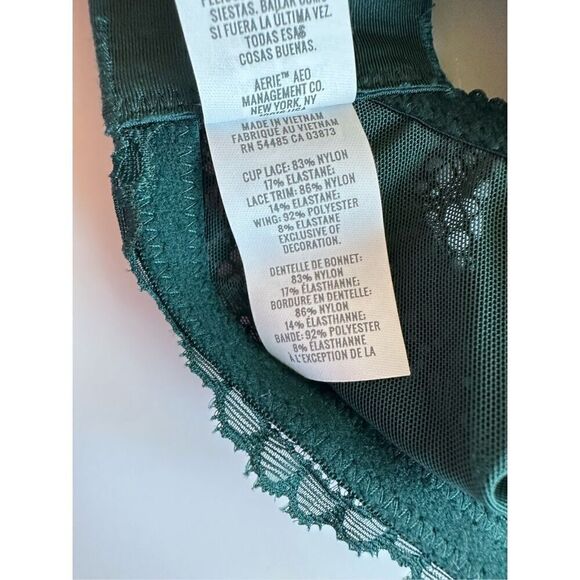 SIESTAS. BAILAR COMO
SI FUERA LA ÚLTIMA VEZ.
TODAS ESAS
COSAS BUENAS.
AERIE™ AEO
MANAGEMENT CO.
NEW YORK, NY
MADE IN VIETNAM
FABRIQUÉ AU VIETNAM
RN 54485 CA 03873
CUP LACE: 83% NYLON
17% ELASTANE;
LACE TRIM: 86% NYLON
14% ELASTANE;
WING: 92% POLYESTER
8% ELASTANE
EXCLUSIVE OF
DECORATION.
DENTELLE DE BONNET:
83% NYLON
17% ÉLASTHANNE;
BORDURE EN DENTELLE:
86% NYLON
14% ÉLASTHANNE;
BANDE: 92% POLYESTER
8% ÉLASTHANNE
À L'EXCEPTION DE LA